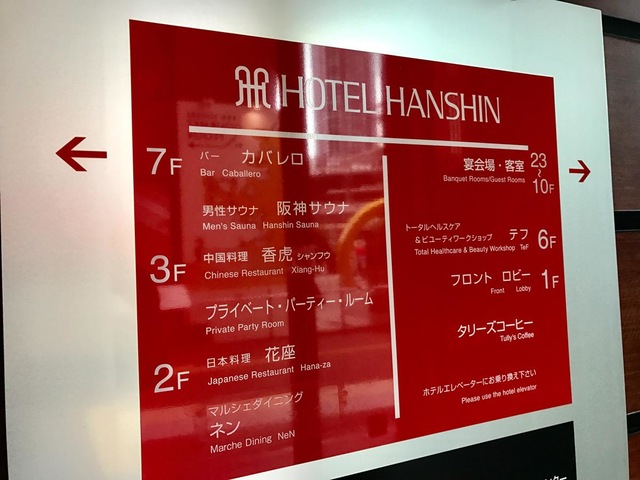 HOTEL HANSHIN
7F バー カバレロ
Bar Caballero
男性サウナ 阪神サウナ
Men's Sauna Hanshin Sauna
3F 中国料理 香虎 シャンフウ
Chinese Restaurant Xiang-Hu
プライベート・パーティー・ルーム
Private Party Room
2F 日本料理 花座
Japanese Restaurant Hana-za
マルシェダイニング
ネン
Marche Dining NeN
宴会場・客室 23~10F
Banquet Rooms/Guest Rooms
トータルヘルスケア
&ビューティワークショップ テフ 6F
Total Healthcare & Beauty Workshop TeF
フロント ロビー 1F
Front Lobby
タリーズコーヒー
Tully's Coffee
ホテルエレベーターにお乗り換え下さい
Please use the hotel elevator